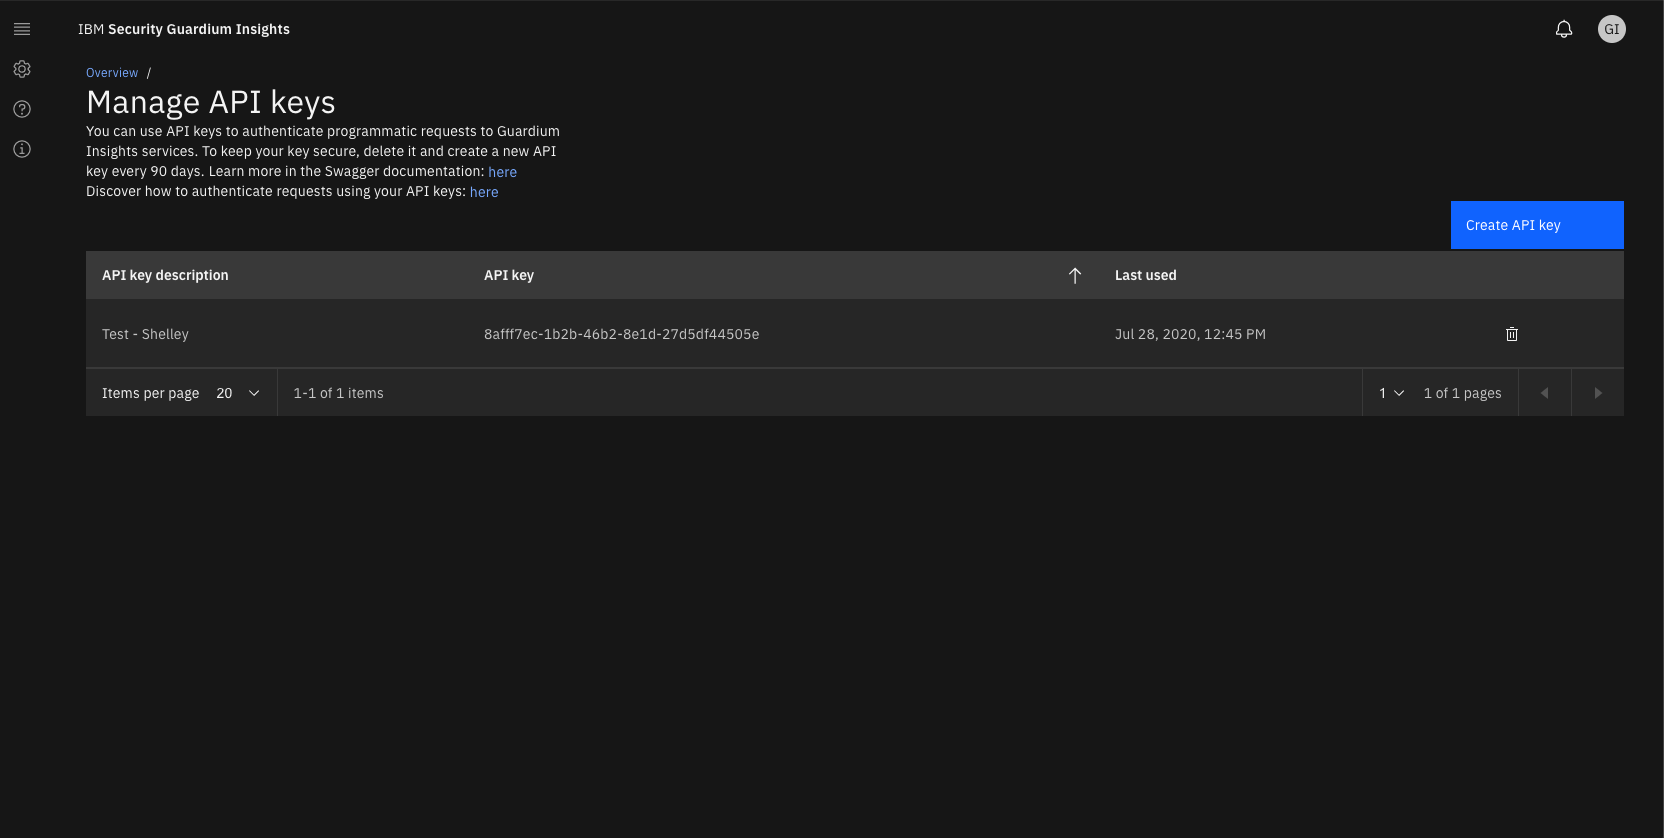 IBM Security Guardium Insights
GI
Overview /
Manage API keys
You can use API keys to authenticate programmatic requests to Guardium
Insights services. To keep your key secure, delete it and create a new API
key every 90 days. Learn more in the Swagger documentation: here
Discover how to authenticate requests using your API keys: here
Create API key
API key description API key Last used
Test - Shelley 8afff7ec-1b2b-46b2-8e1d-27d5df44505e Jul 28, 2020, 12:45 PM
Items per page 20 1-1 of 1 items 1 1 of 1 pages